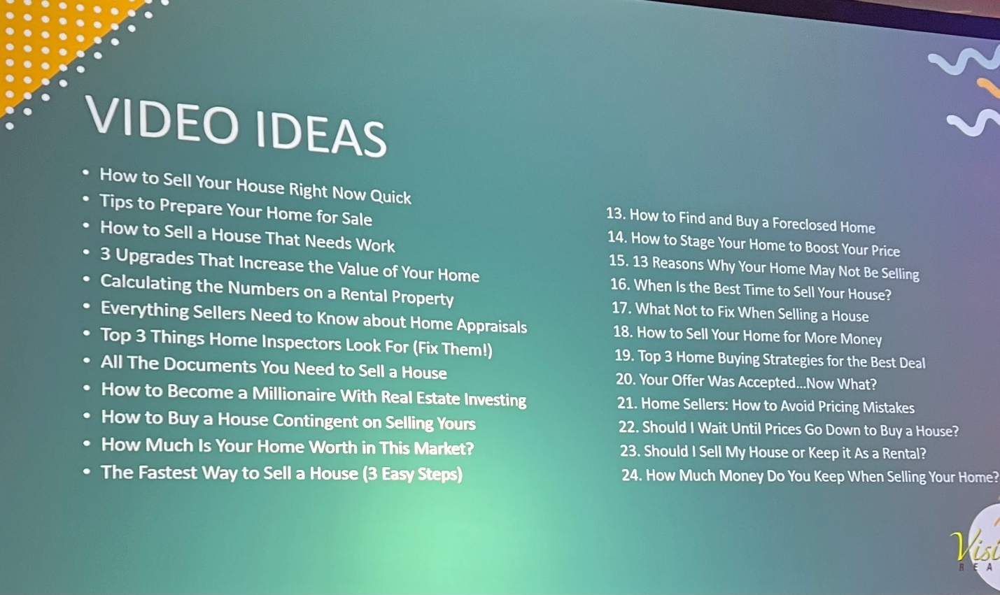 VIDEO IDEAS
• How to Sell Your House Right Now Quick
• Tips to Prepare Your Home for Sale
• How to Sell a House That Needs Work
• 3 Upgrades That Increase the Value of Your Home
• Calculating the Numbers on a Rental Property
• Everything Sellers Need to Know about Home Appraisals
• Top 3 Things Home Inspectors Look For (Fix Them!)
• All The Documents You Need to Sell a House
• How to Become a Millionaire With Real Estate Investing
• How to Buy a House Contingent on Selling Yours
• How Much Is Your Home Worth in This Market?
• The Fastest Way to Sell a House (3 Easy Steps)
13. How to Find and Buy a Foreclosed Home
14. How to Stage Your Home to Boost Your Price
15. 13 Reasons Why Your Home May Not Be Selling
16. When Is the Best Time to Sell Your House?
17. What Not to Fix When Selling a House
18. How to Sell Your Home for More Money
19. Top 3 Home Buying Strategies for the Best Deal
20. Your Offer Was Accepted...Now What?
21. Home Sellers: How to Avoid Pricing Mistakes
22. Should I Wait Until Prices Go Down to Buy a House?
23. Should I Sell My House or Keep it As a Rental?
24. How Much Money Do You Keep When Selling Your Home?